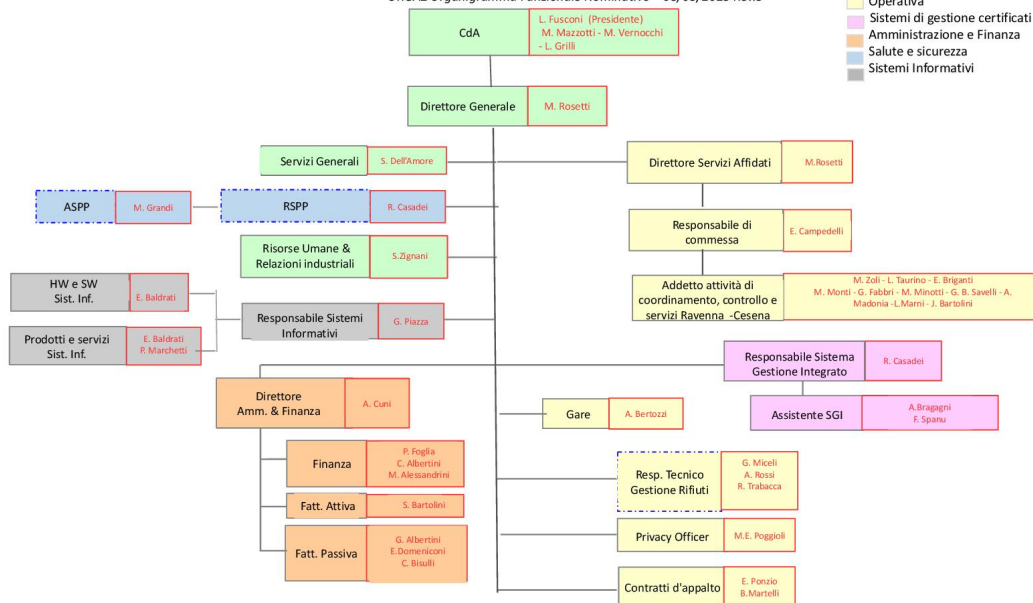 Operativa
Sistemi di gestione certificati
Amministrazione e Finanza
Salute e sicurezza
Sistemi Informativi
CdA
L. Fusconi (Presidente)
M. Mazzotti - M. Vernocchi
- L. Grilli
Direttore Generale
M. Rosetti
Servizi Generali
S. Dell'Amore
Direttore Servizi Affidati
M.Rosetti
ASPP
M. Grandi
RSPP
R. Casadei
Responsabile di
commessa
E. Campedelli
Risorse Umane &
Relazioni industriali
S.Zignani
Addetto attività di
coordinamento, controllo e
servizi Ravenna -Cesena
M. Zoli - L. Taurino - E. Briganti
M. Monti - G. Fabbri - M. Minotti - G. B. Savelli - A.
Madonia -L.Marni - J. Bartolini
HW e SW
Sist. Inf.
E. Baldrati
Responsabile Sistemi
Informativi
G. Piazza
Prodotti e servizi
Sist. Inf.
E. Baldrati
P. Marchetti
Responsabile Sistema
Gestione Integrato
R. Casadei
Direttore
Amm. & Finanza
A. Cuni
Gare
A. Bertozzi
Assistente SGI
A.Bragagni
F. Spanu
Finanza
P. Foglia
C. Albertini
M. Alessandrini
Resp. Tecnico
Gestione Rifiuti
G. Miceli
A. Rossi
R. Trabacca
Fatt. Attiva
S. Bartolini
Fatt. Passiva
G. Albertini
E.Domeniconi
C. Bisulli
Privacy Officer
M.E. Poggioli
Contratti d'appalto
E. Ponzio
B.Martelli